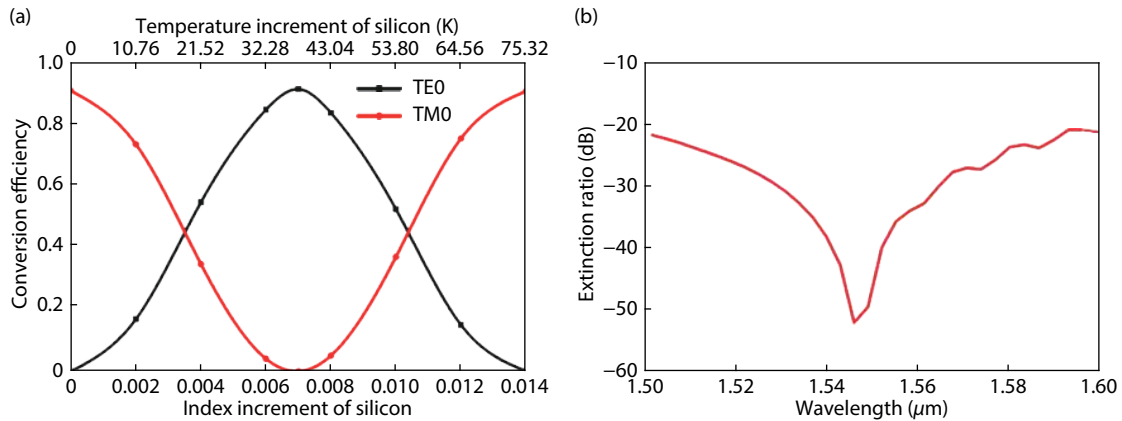 (a)
Temperature increment of silicon (K)
0 10.76 21.52 32.28 43.04 53.80 64.56 75.32
1.0
0.8
0.6
0.4
0.2
0
Conversion efficiency
TE0
TM0
0 0.002 0.004 0.006 0.008 0.010 0.012 0.014
Index increment of silicon
(b)
−10
−20
−30
−40
−50
−60
Extinction ratio (dB)
1.50 1.52 1.54 1.56 1.58 1.60
Wavelength (μm)